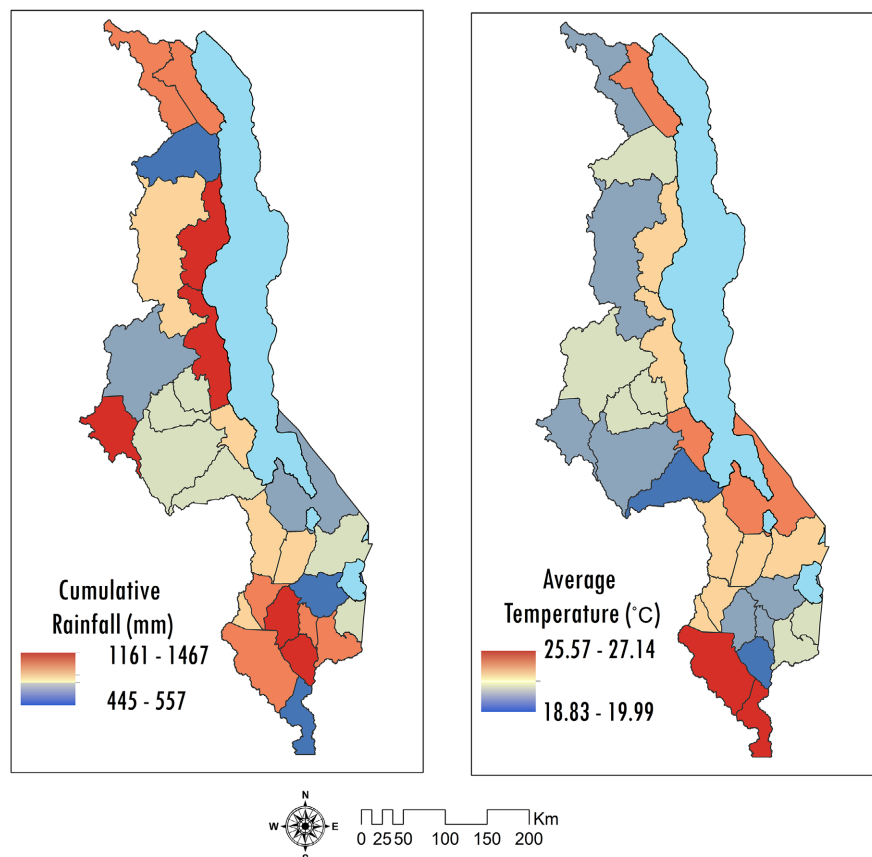 Cumulative
Rainfall (mm)
1161 - 1467
445 - 557
Average
Temperature (°C)
25.57 - 27.14
18.83 - 19.99
N
W E
S
Km
0 25 50 100 150 200